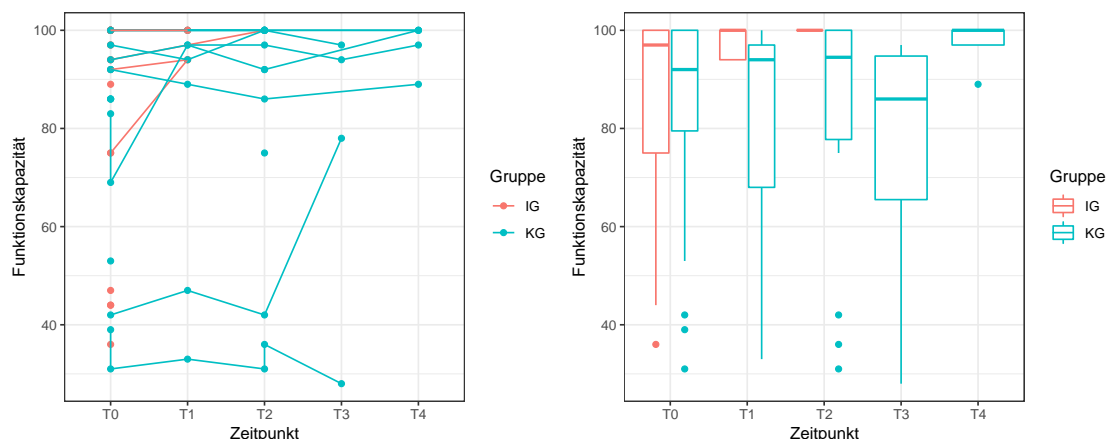 100
80
60
40
Funktionskapazität
T0 T1 T2 T3 T4
Zeitpunkt
Gruppe
IG
KG
100
80
60
40
Funktionskapazität
T0 T1 T2 T3 T4
Zeitpunkt
Gruppe
IG
KG